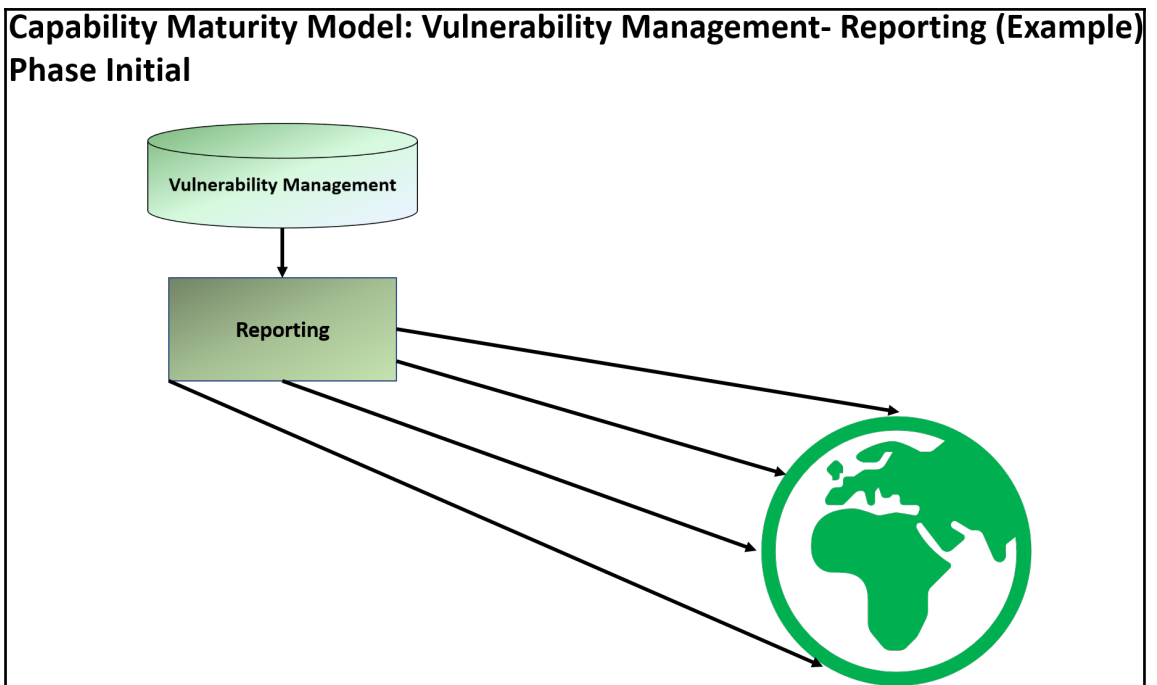 Capability Maturity Model: Vulnerability Management- Reporting (Example)
Phase Initial
Vulnerability Management
Reporting